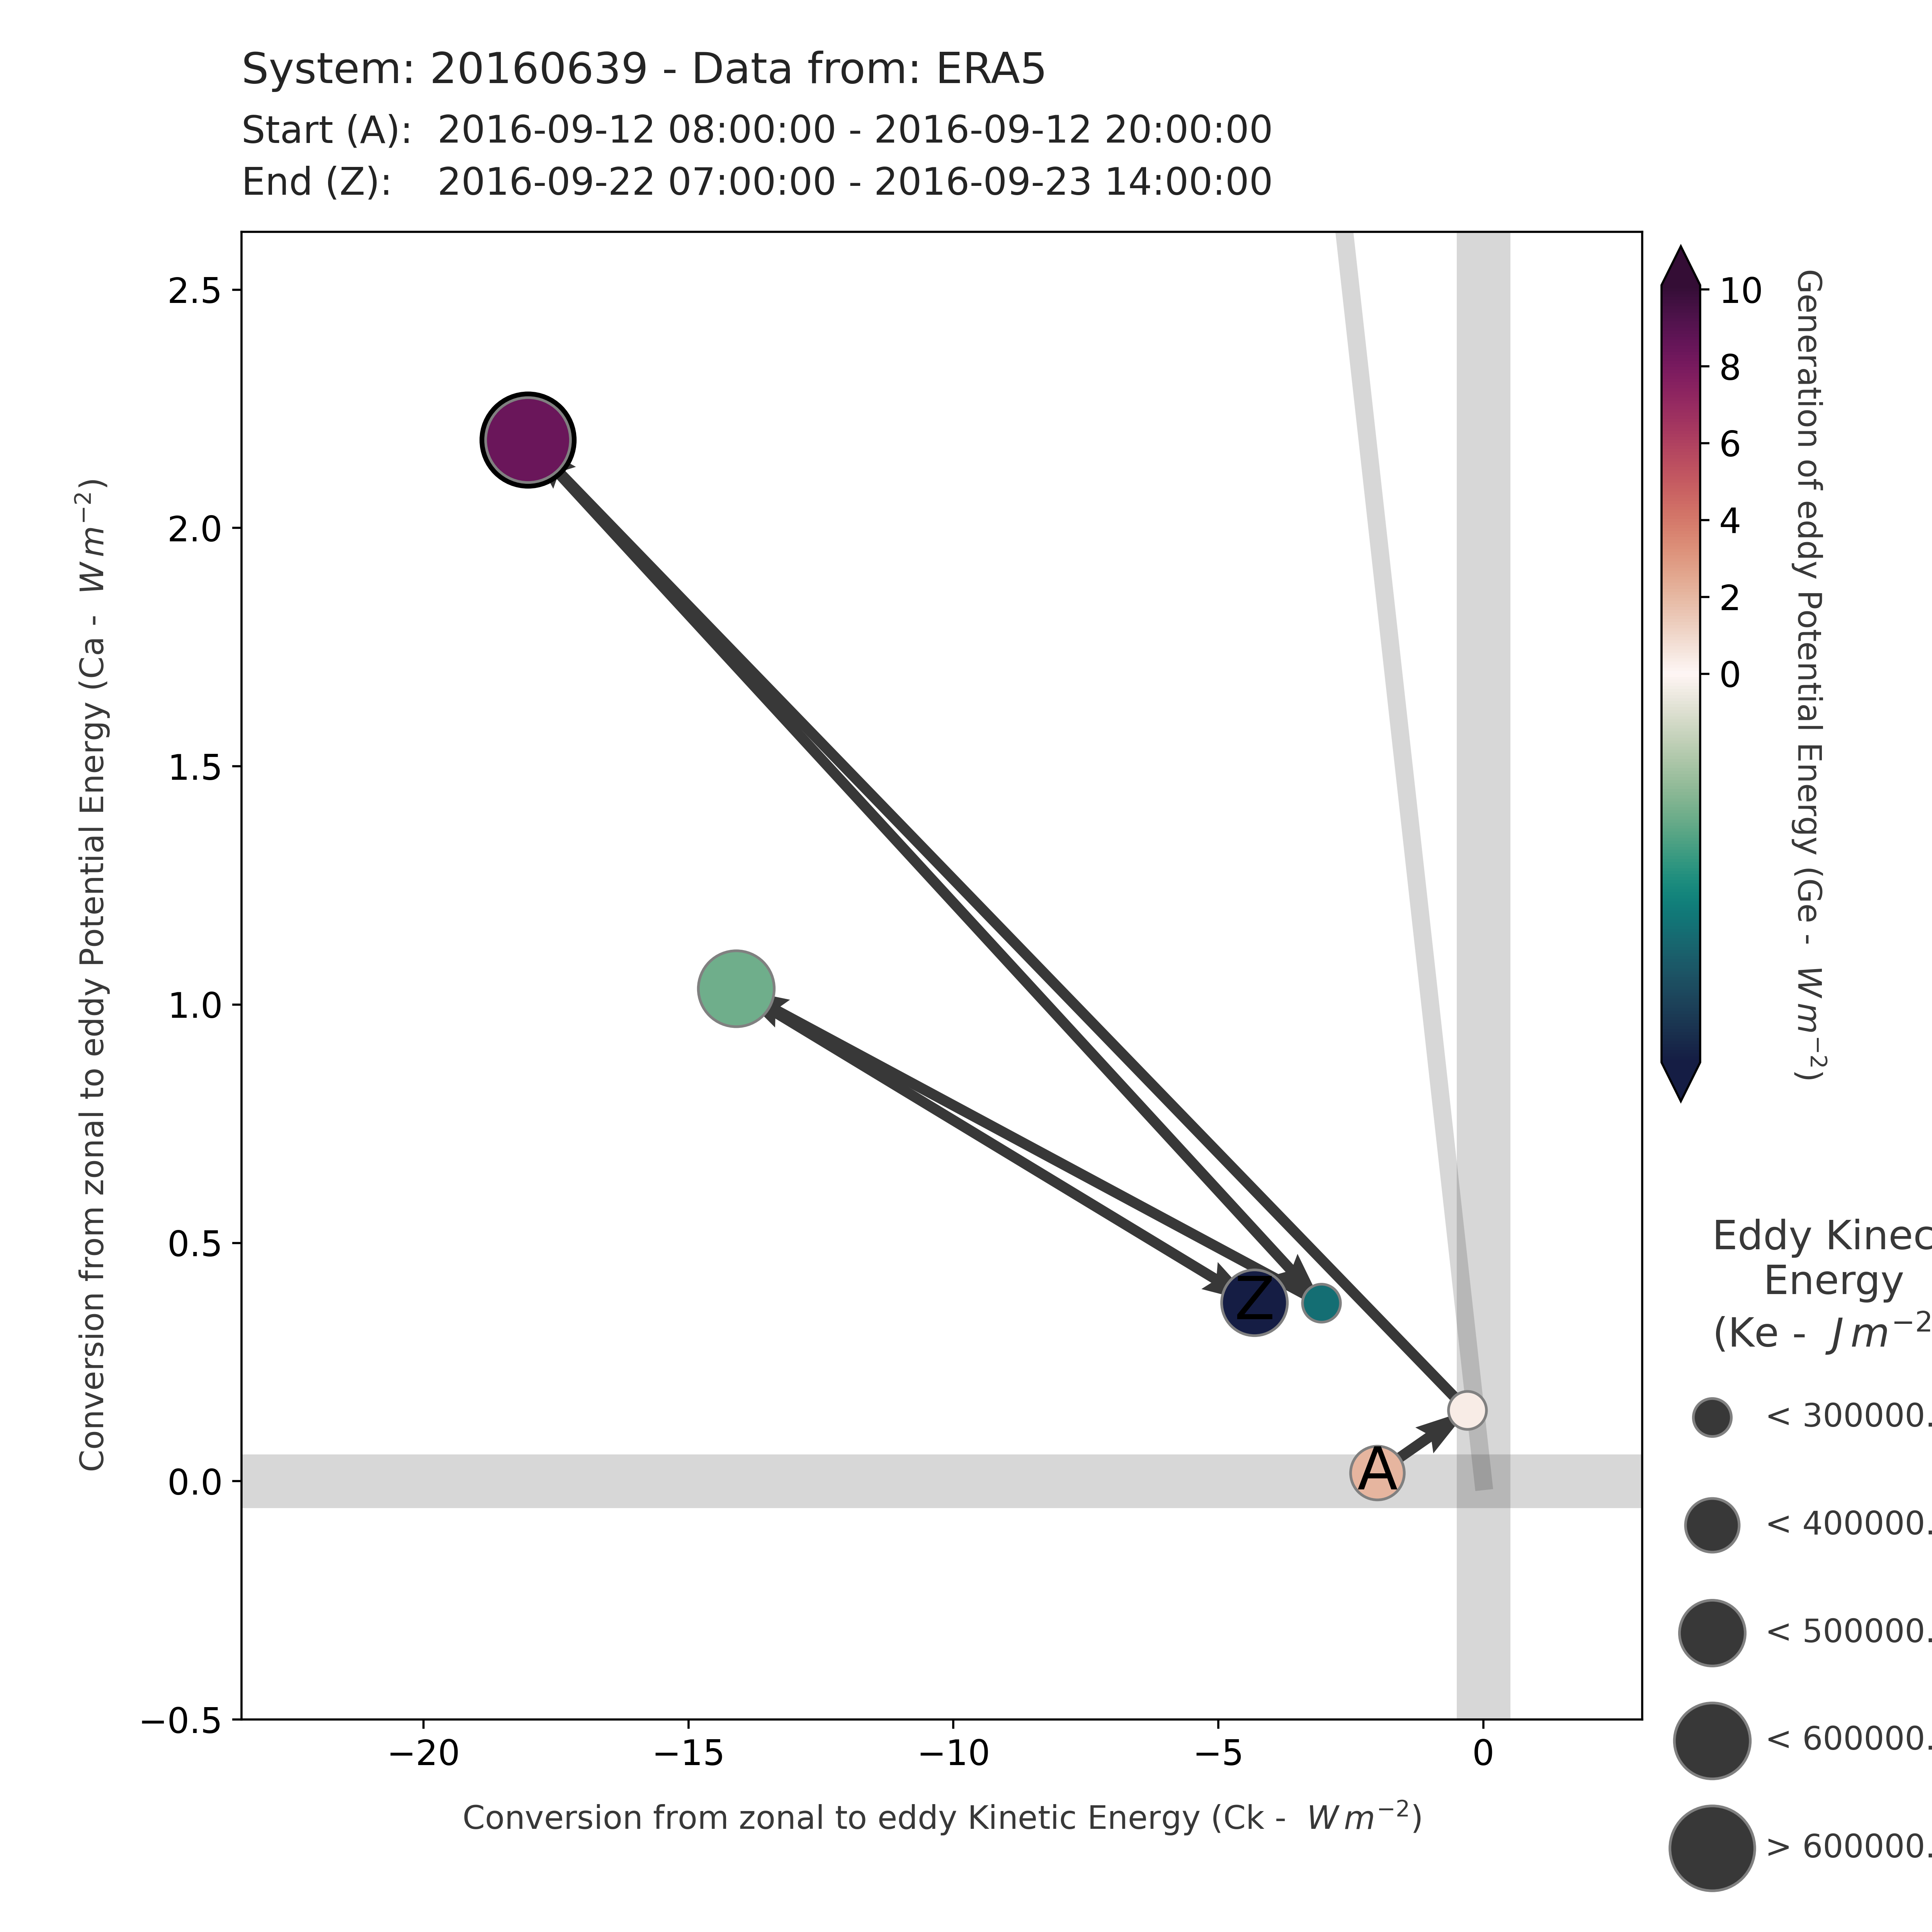 System: 20160639 - Data from: ERA5
Start (A): 2016-09-12 08:00:00 - 2016-09-12 20:00:00
End (Z): 2016-09-22 07:00:00 - 2016-09-23 14:00:00
2.5
2.0
1.5
1.0
0.5
0.0
−0.5
Conversion from zonal to eddy Potential Energy (Ca - W m⁻²)
Z
A
−20
−15
−10
−5
0
Conversion from zonal to eddy Kinetic Energy (Ck - W m⁻²)
10
8
6
4
2
0
Generation of eddy Potential Energy (Ge - W m⁻²)
Eddy Kinec
Energy
(Ke - J m⁻²
< 300000.
< 400000.
< 500000.
< 600000.
> 600000.